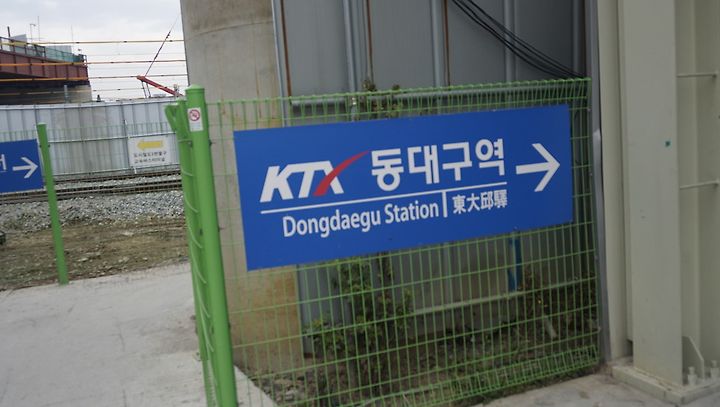 KTX 동대구역 →
Dongdaegu Station | 東大邱驛